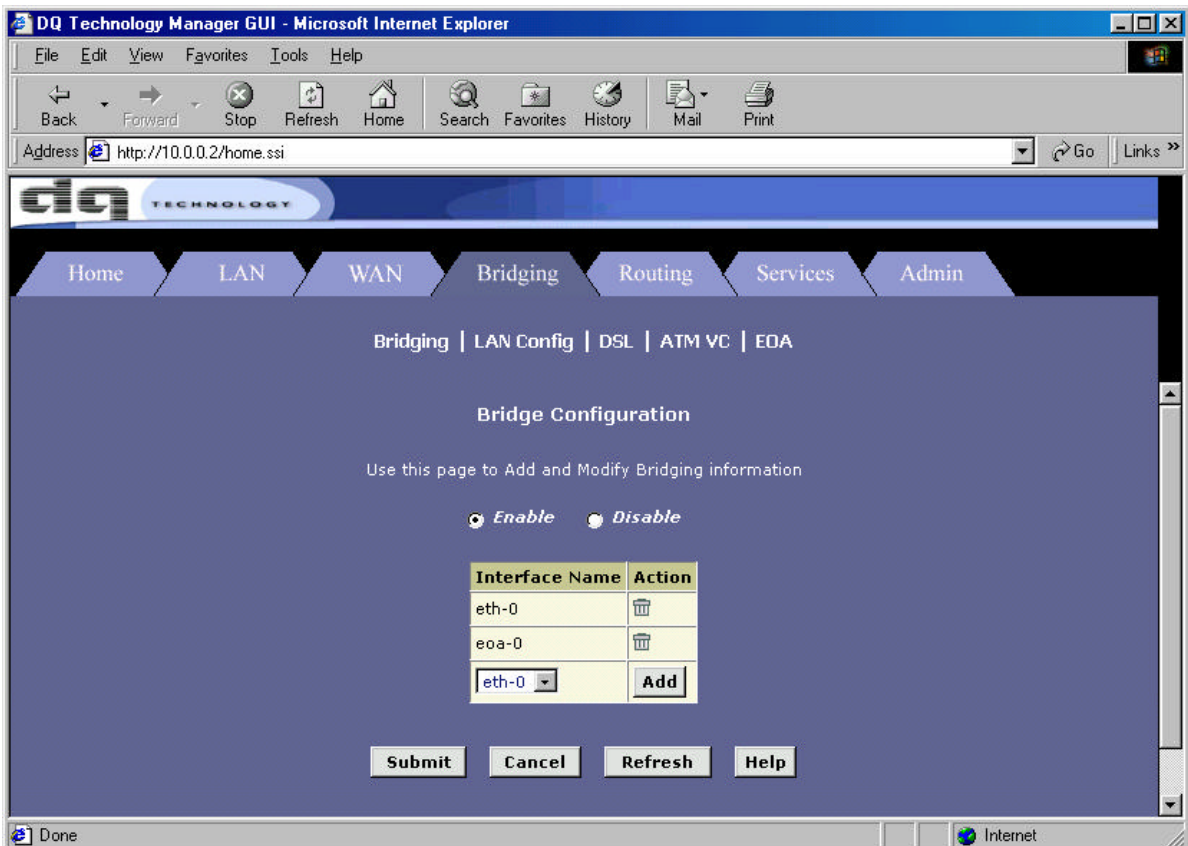 DQ Technology Manager GUI - Microsoft Internet Explorer
File Edit View Favorites Tools Help
Back Forward Stop Refresh Home Search Favorites History Mail Print
Address http://10.0.0.2/home.ssi Go Links »
dq TECHNOLOGY
Home LAN WAN Bridging Routing Services Admin
Bridging | LAN Config | DSL | ATM VC | EOA
Bridge Configuration
Use this page to Add and Modify Bridging information
Enable Disable
Interface Name Action
eth-0
eoa-0
eth-0 Add
Submit Cancel Refresh Help
Done Internet